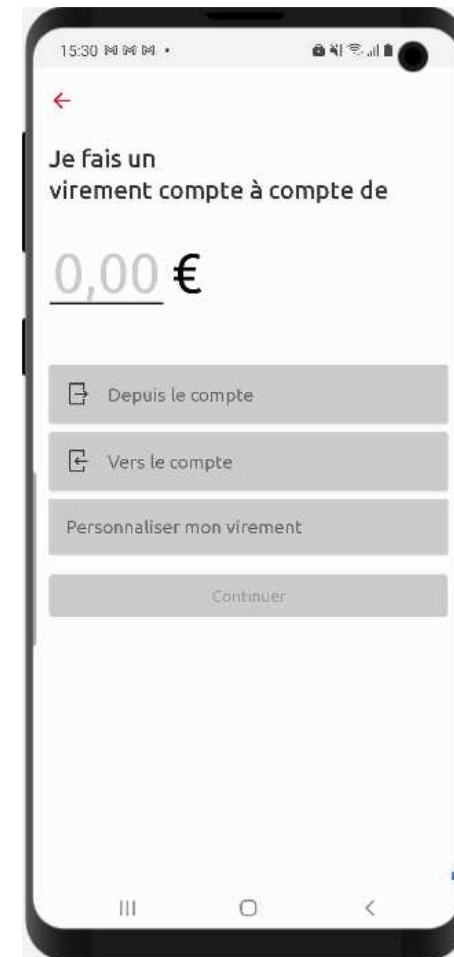 15:30
Je fais un
virement compte à compte de
0,00 €
Depuis le compte
Vers le compte
Personnaliser mon virement
Continuer